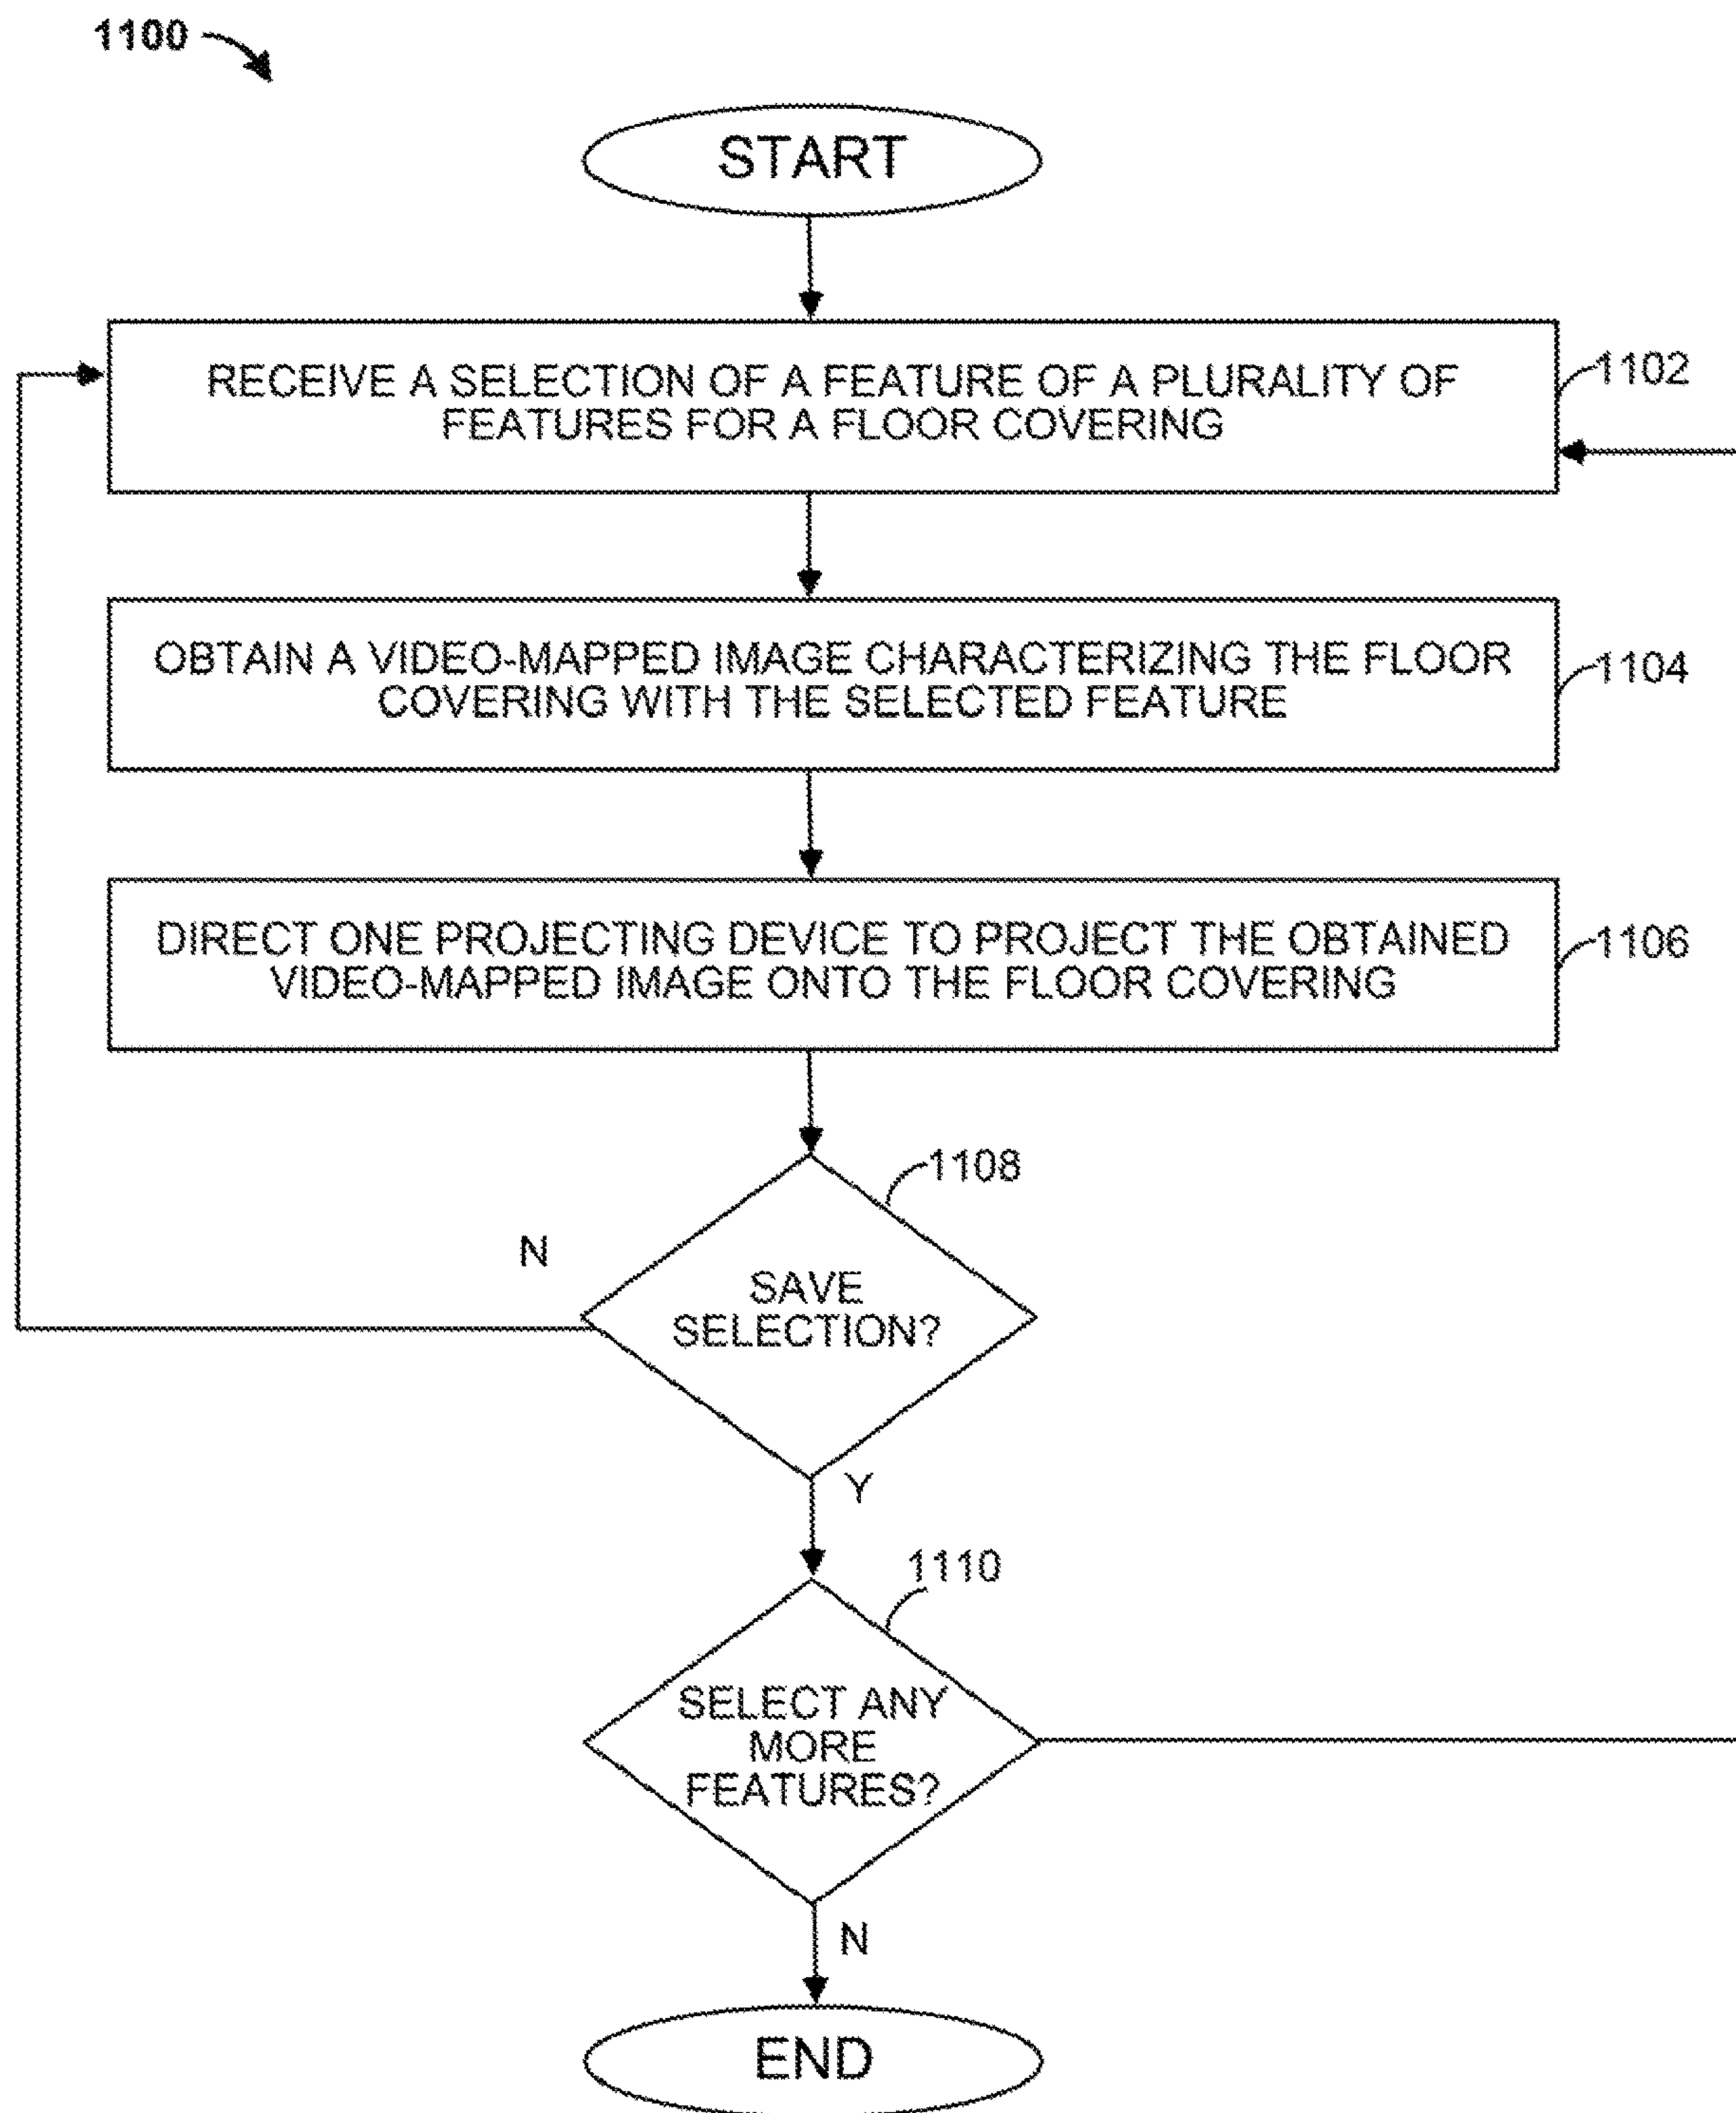 1100
START
RECEIVE A SELECTION OF A FEATURE OF A PLURALITY OF
FEATURES FOR A FLOOR COVERING
1102
OBTAIN A VIDEO-MAPPED IMAGE CHARACTERIZING THE FLOOR
COVERING WITH THE SELECTED FEATURE
1104
DIRECT ONE PROJECTING DEVICE TO PROJECT THE OBTAINED
VIDEO-MAPPED IMAGE ONTO THE FLOOR COVERING
1106
1108
N
SAVE
SELECTION?
Y
1110
SELECT ANY
MORE
FEATURES?
N
END